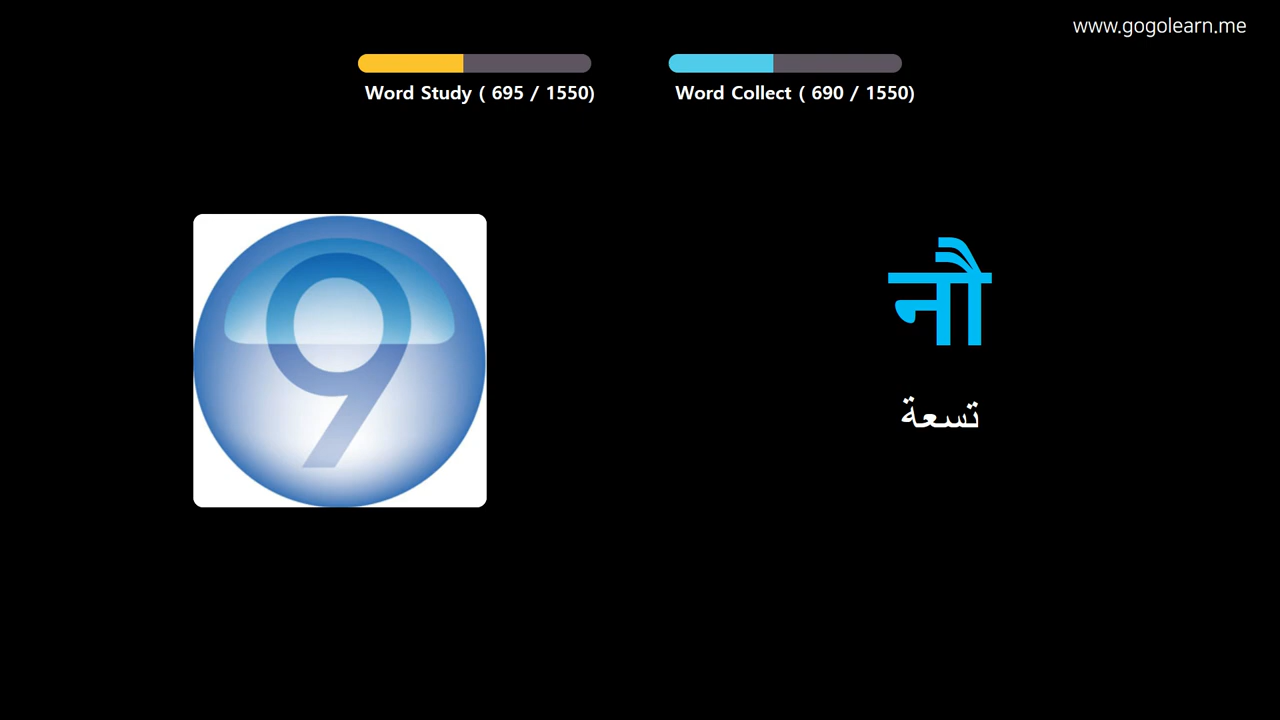 www.gogolearn.me
Word Study ( 695 / 1550)
Word Collect ( 690 / 1550)
9
नौ
تسعة